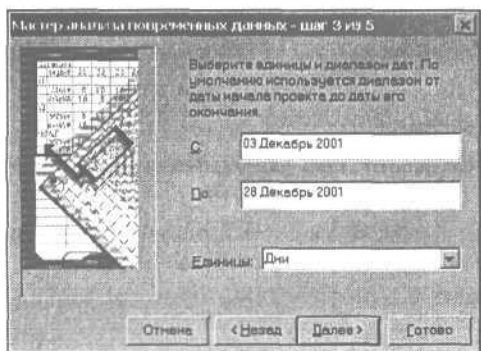 Мастер анализа повременных данных - шаг 3 из 5
Выберите единицы и диапазон дат. По
умолчанию используется диапазон от
даты начала проекта до даты его
окончания.
С 03 Декабрь 2001
До: 28 Декабрь 2001
Единицы: Дни
Отмена < Назад Далее > Готово